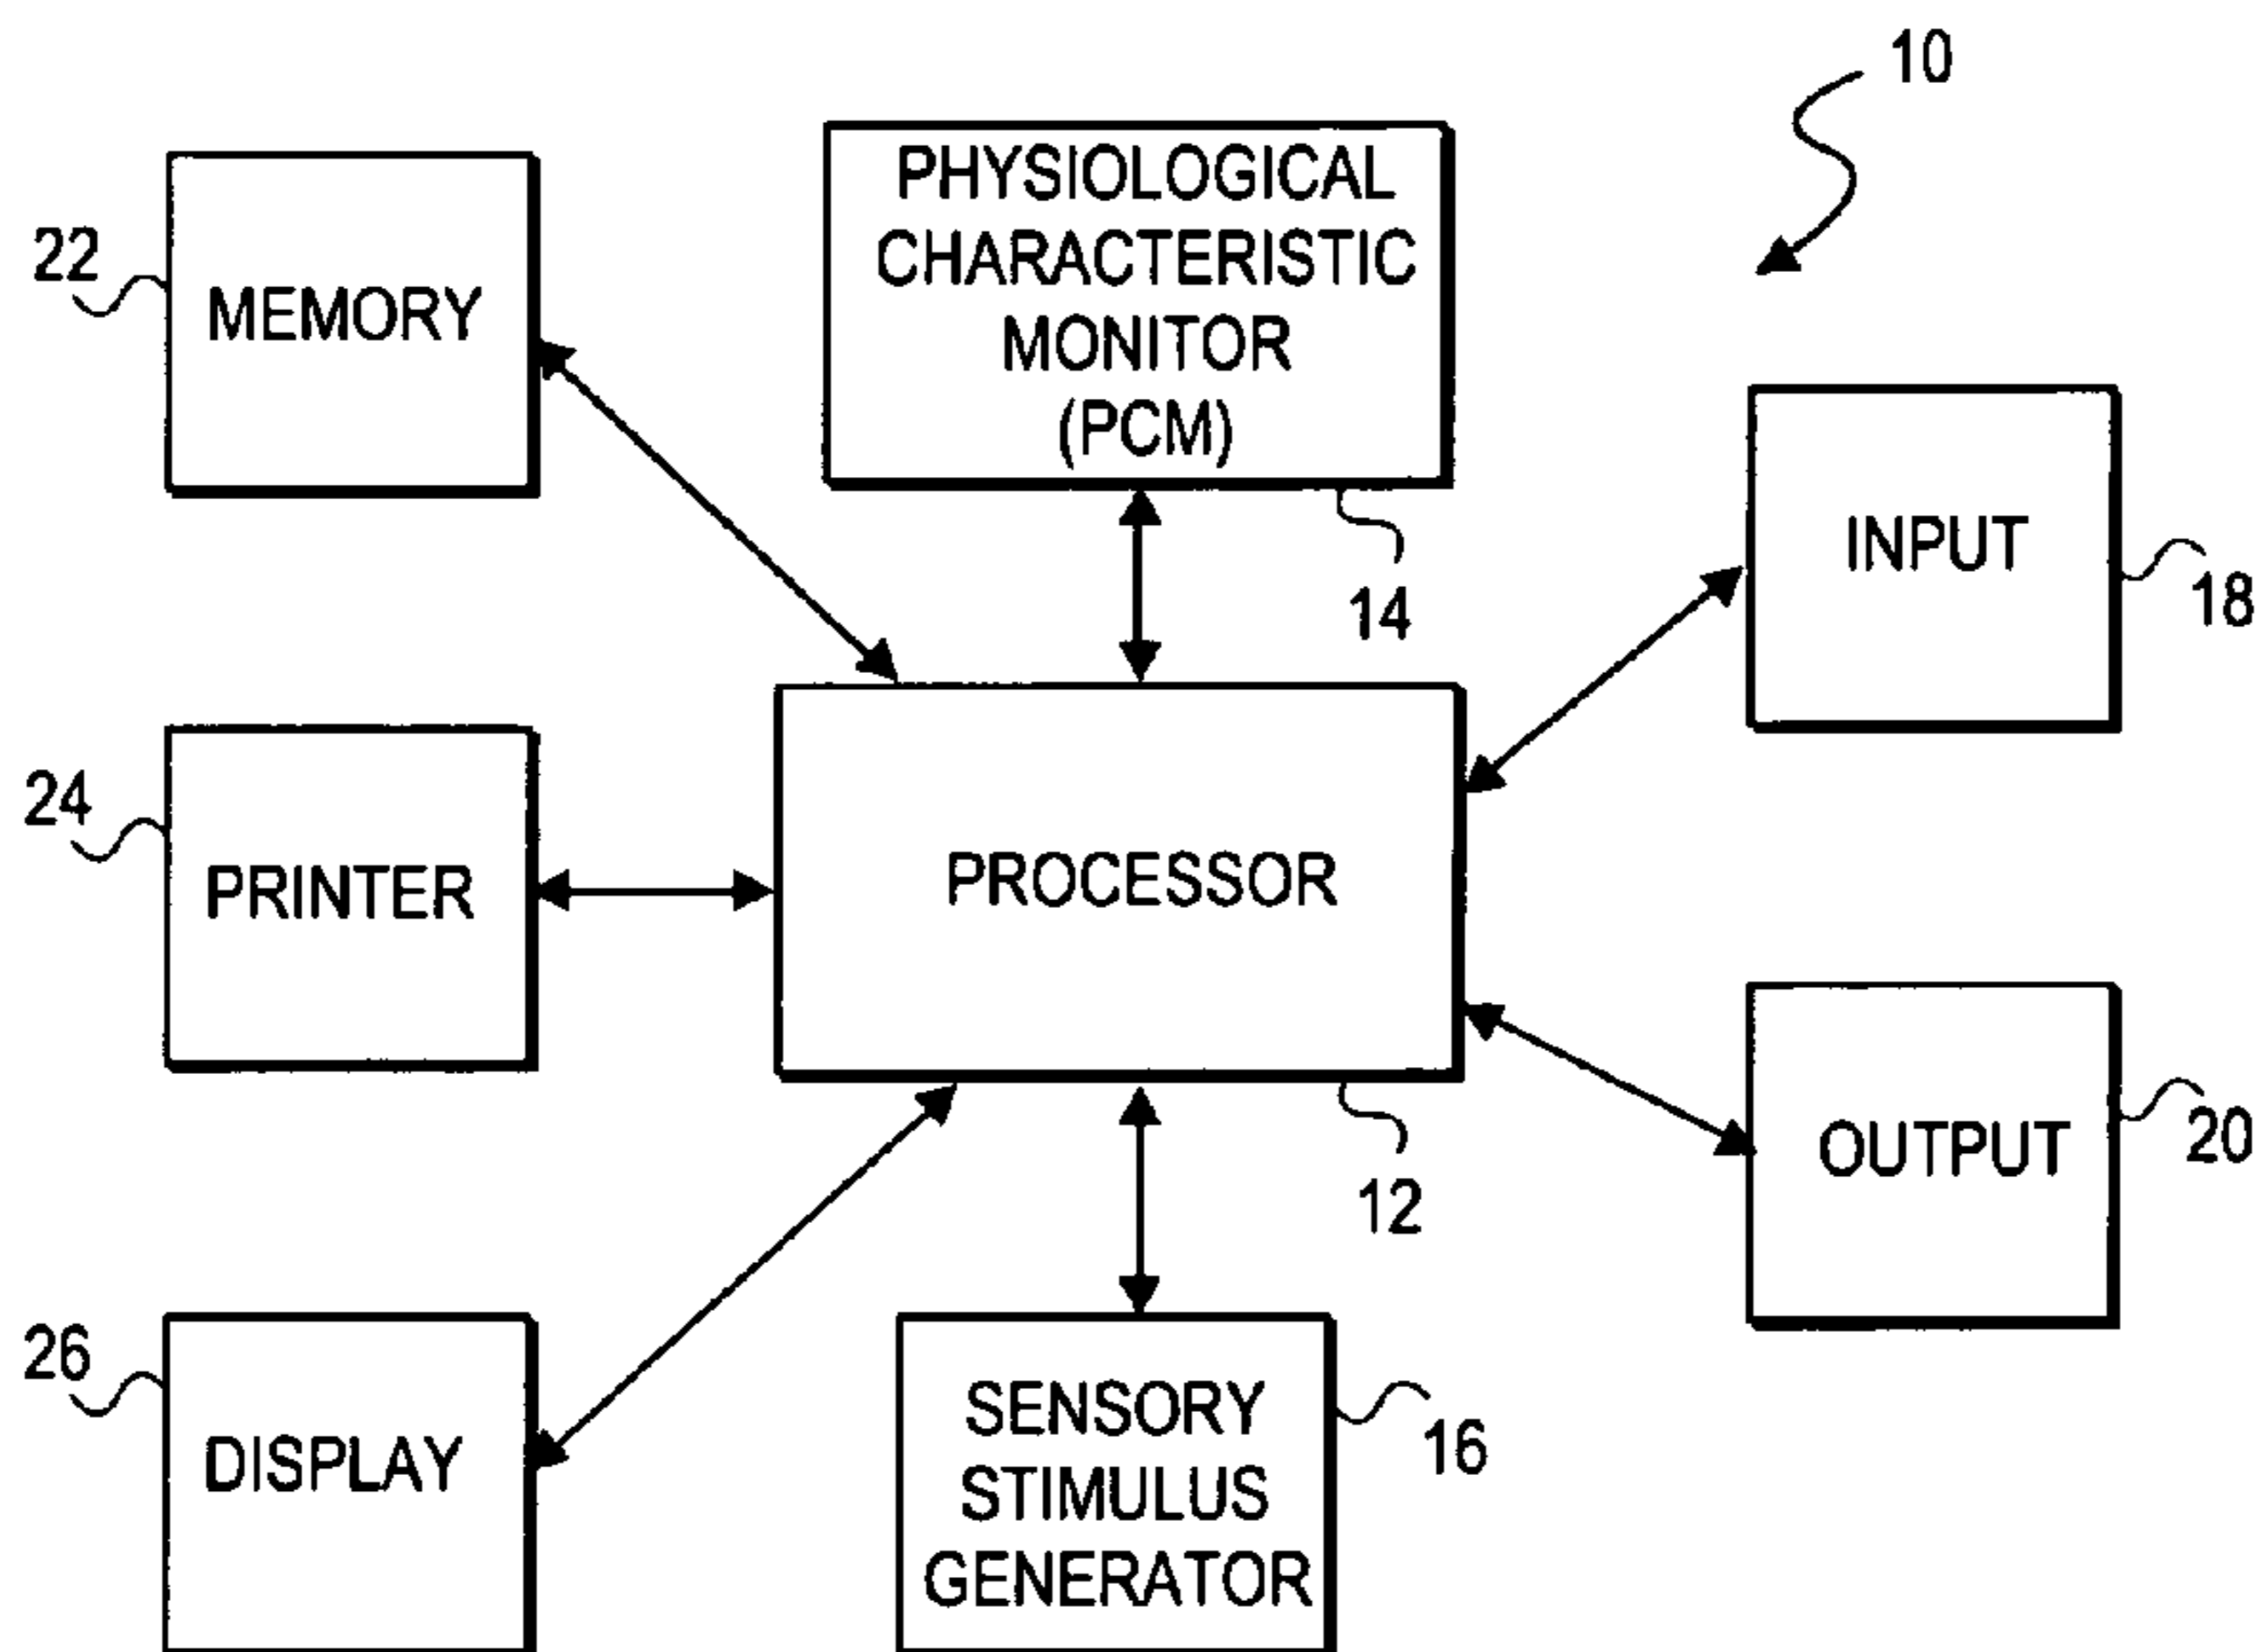 10
PHYSIOLOGICAL
CHARACTERISTIC
MONITOR
(PCM)
14
22
MEMORY
INPUT
18
24
PRINTER
PROCESSOR
12
OUTPUT
20
26
DISPLAY
SENSORY
STIMULUS
GENERATOR
16